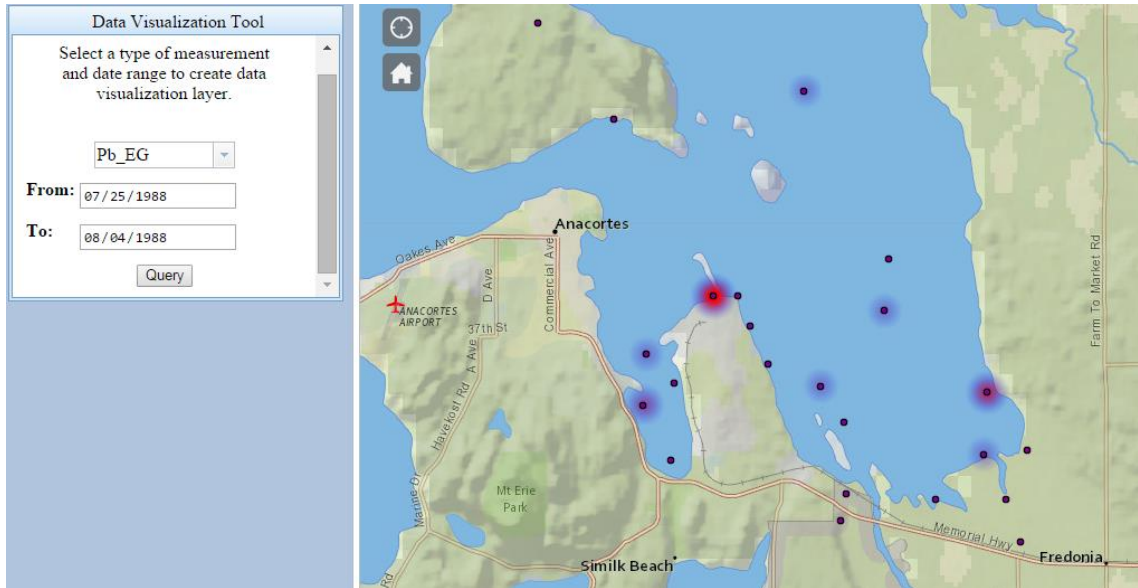 Data Visualization Tool
Select a type of measurement
and date range to create data
visualization layer.
Pb_EG
From: 07/25/1988
To: 08/04/1988
Query
Anacortes
Oakes Ave
D Ave
Commercial Ave
ANACORTES
AIRPORT
37th St
A Ave
Havekost Rd
Marine Dr
Rd
Mt Erie
Park
Similk Beach
Memorial Hwy
Fredonia
Farm To Market Rd